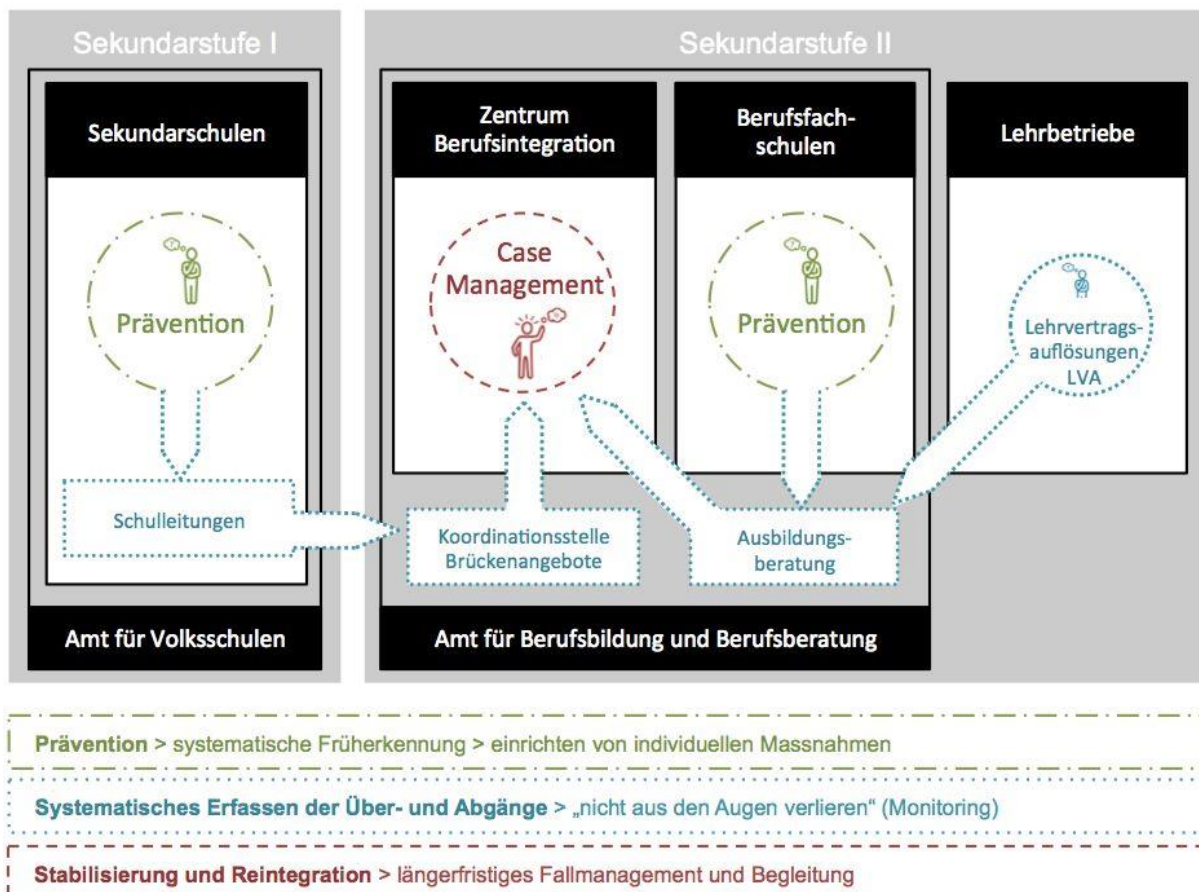 Sekundarstufe I
Sekundarstufe II
Sekundarschulen
Zentrum
Berufsintegration
Berufsfach-
schulen
Lehrbetriebe
Prävention
Case
Management
Prävention
Lehrvertrags-
auflösungen
LVA
Schulleitungen
Koordinationsstelle
Brückenangebote
Ausbildungs-
beratung
Amt für Volksschulen
Amt für Berufsbildung und Berufsberatung
Prävention > systematische Früherkennung > einrichten von individuellen Massnahmen
Systematisches Erfassen der Über- und Abgänge > „nicht aus den Augen verlieren“ (Monitoring)
Stabilisierung und Reintegration > längerfristiges Fallmanagement und Begleitung